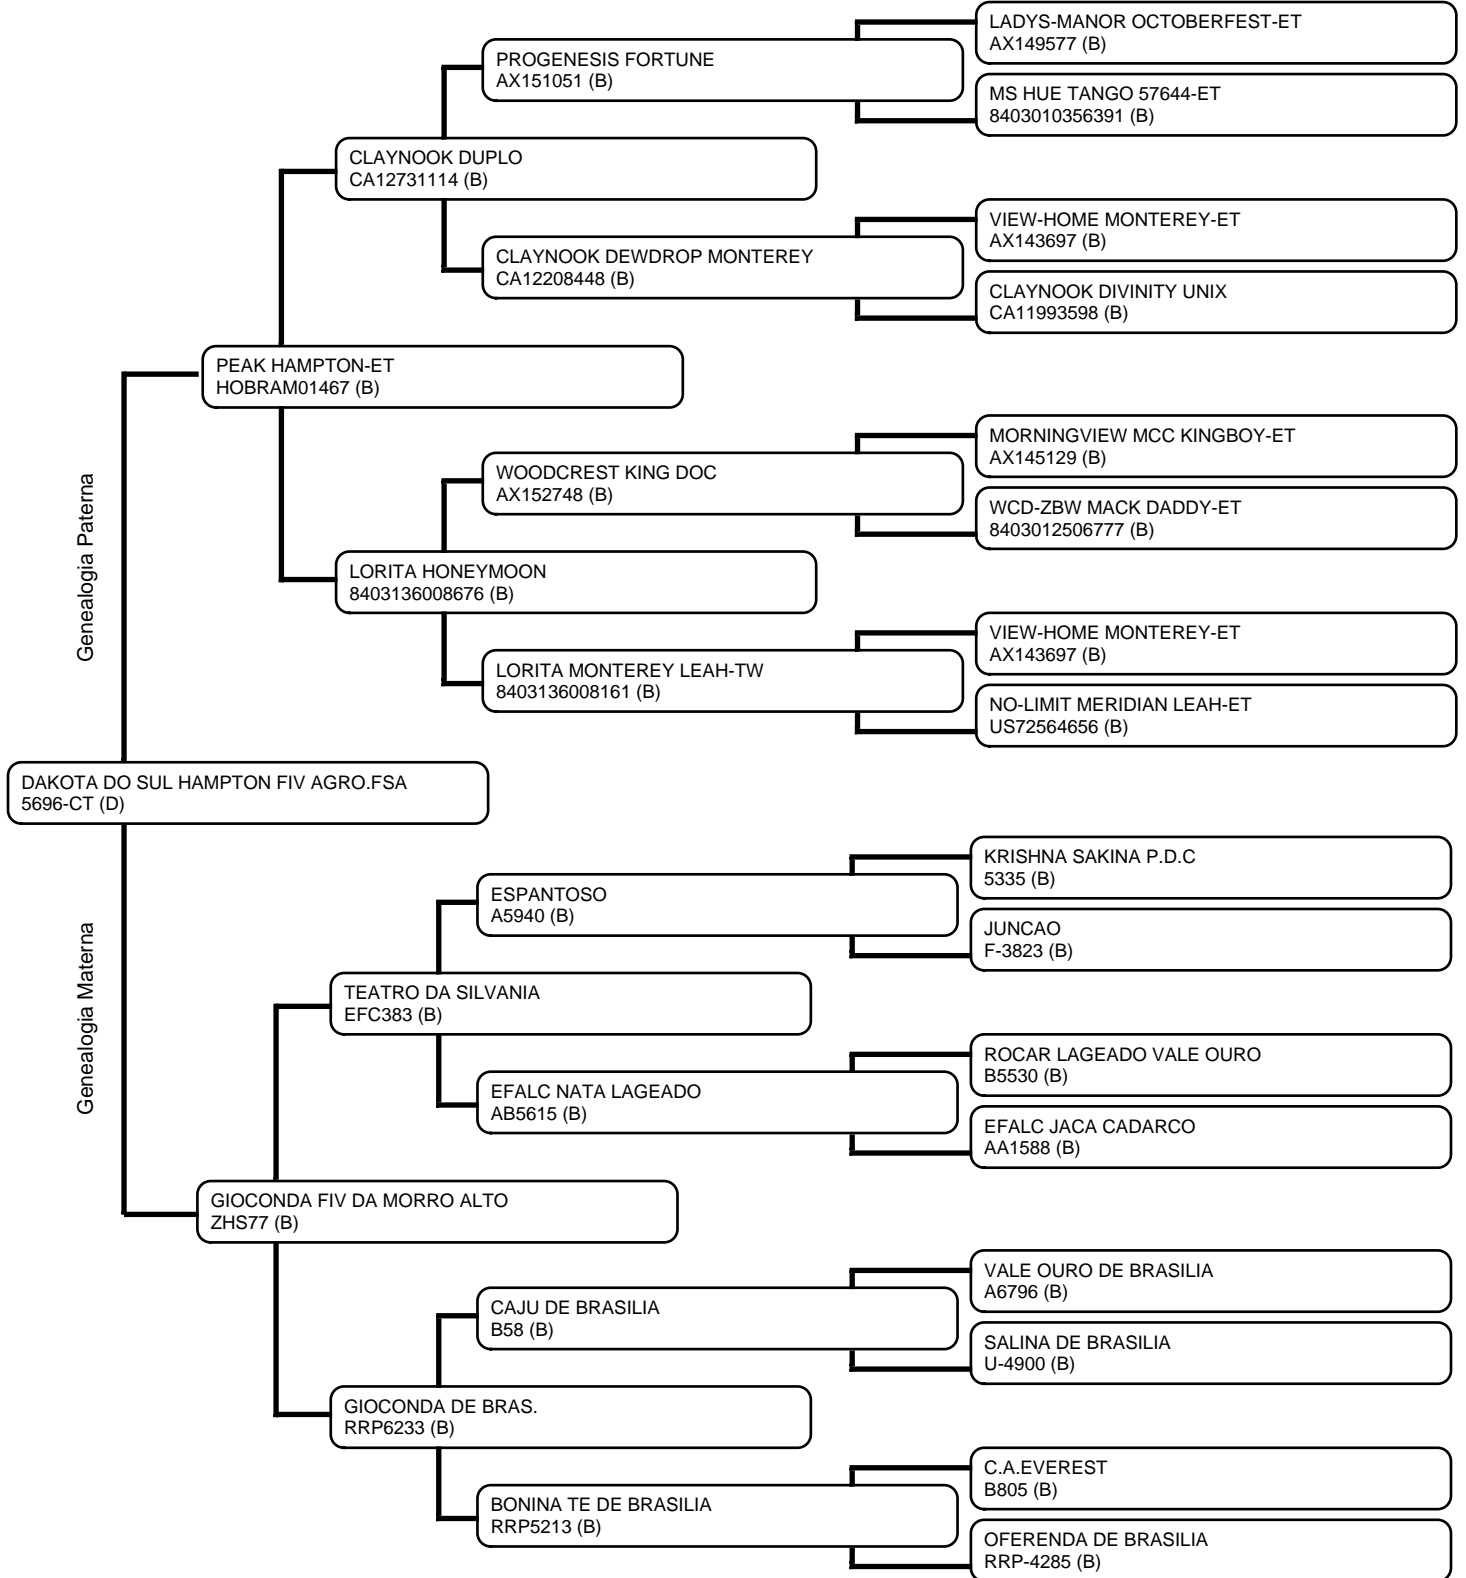 LADYS-MANOR OCTOBERFEST-ET
AX149577 (B)
PROGENESIS FORTUNE
AX151051 (B)
MS HUE TANGO 57644-ET
8403010356391 (B)
CLAYNOOK DUPLO
CA12731114 (B)
VIEW-HOME MONTEREY-ET
AX143697 (B)
CLAYNOOK DEWDROP MONTEREY
CA12208448 (B)
CLAYNOOK DIVINITY UNIX
CA11993598 (B)
PEAK HAMPTON-ET
HOBRAM01467 (B)
MORNINGVIEW MCC KINGBOY-ET
AX145129 (B)
WOODCREST KING DOC
AX152748 (B)
WCD-ZBW MACK DADDY-ET
8403012506777 (B)
Genealogia Paterna
LORITA HONEYMOON
8403136008676 (B)
VIEW-HOME MONTEREY-ET
AX143697 (B)
LORITA MONTEREY LEAH-TW
8403136008161 (B)
NO-LIMIT MERIDIAN LEAH-ET
US72564656 (B)
DAKOTA DO SUL HAMPTON FIV AGRO.FSA
5696-CT (D)
KRISHNA SAKINA P.D.C
5335 (B)
ESPANTOSO
A5940 (B)
JUNCAO
F-3823 (B)
Genealogia Materna
TEATRO DA SILVANIA
EFC383 (B)
ROCAR LAGEADO VALE OURO
B5530 (B)
EFALC NATA LAGEADO
AB5615 (B)
EFALC JACA CADARCO
AA1588 (B)
GIOCONDA FIV DA MORRO ALTO
ZHS77 (B)
VALE OURO DE BRASILIA
A6796 (B)
CAJU DE BRASILIA
B58 (B)
SALINA DE BRASILIA
U-4900 (B)
GIOCONDA DE BRAS.
RRP6233 (B)
C.A.EVEREST
B805 (B)
BONINA TE DE BRASILIA
RRP5213 (B)
OFERENDA DE BRASILIA
RRP-4285 (B)